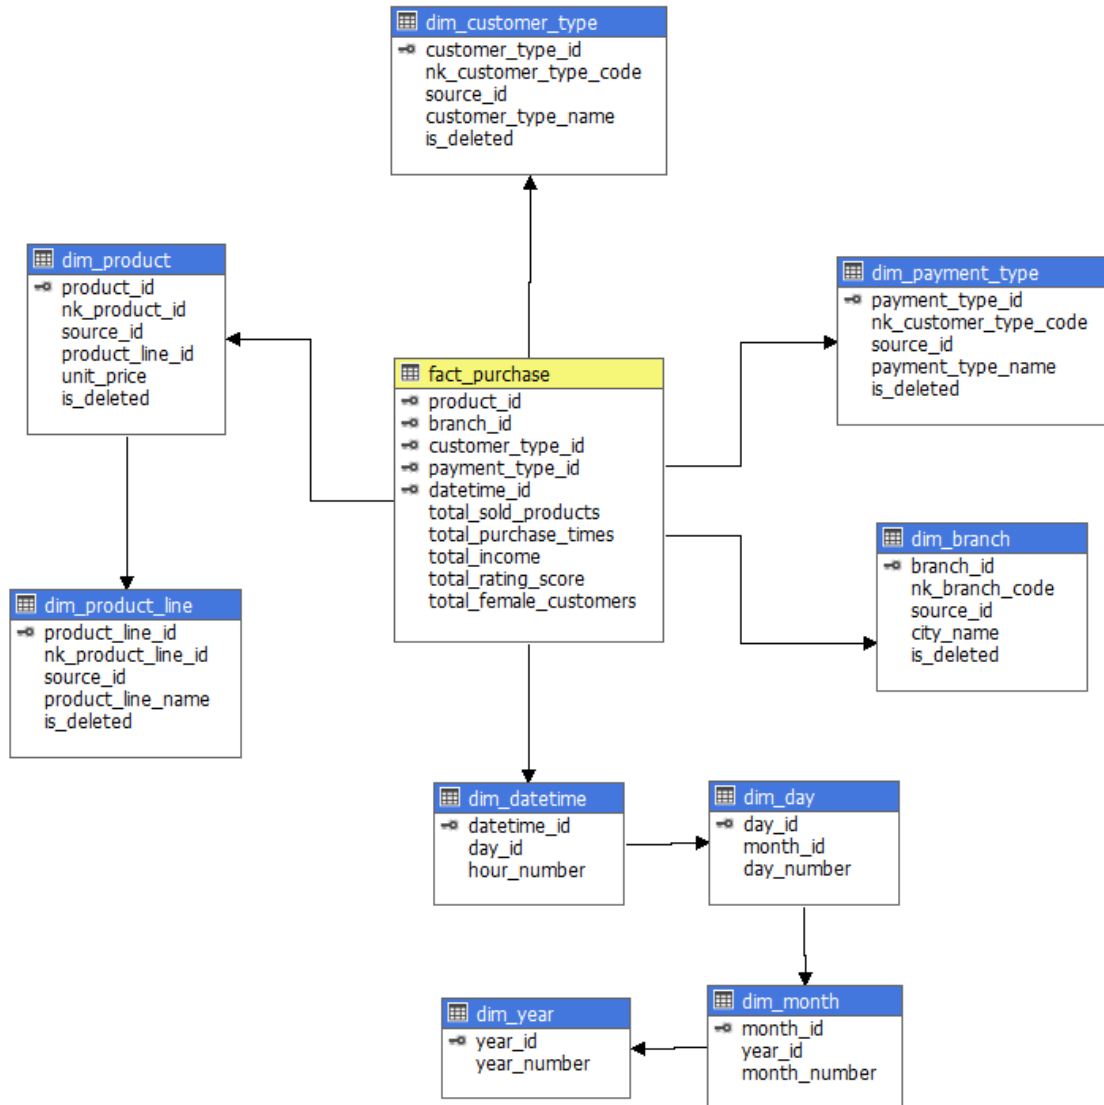 dim_customer_type
customer_type_id
nk_customer_type_code
source_id
customer_type_name
is_deleted
dim_product
product_id
nk_product_id
source_id
product_line_id
unit_price
is_deleted
dim_payment_type
payment_type_id
nk_customer_type_code
source_id
payment_type_name
is_deleted
fact_purchase
product_id
branch_id
customer_type_id
payment_type_id
datetime_id
total_sold_products
total_purchase_times
total_income
total_rating_score
total_female_customers
dim_branch
branch_id
nk_branch_code
source_id
city_name
is_deleted
dim_product_line
product_line_id
nk_product_line_id
source_id
product_line_name
is_deleted
dim_datetime
datetime_id
day_id
hour_number
dim_day
day_id
month_id
day_number
dim_year
year_id
year_number
dim_month
month_id
year_id
month_number